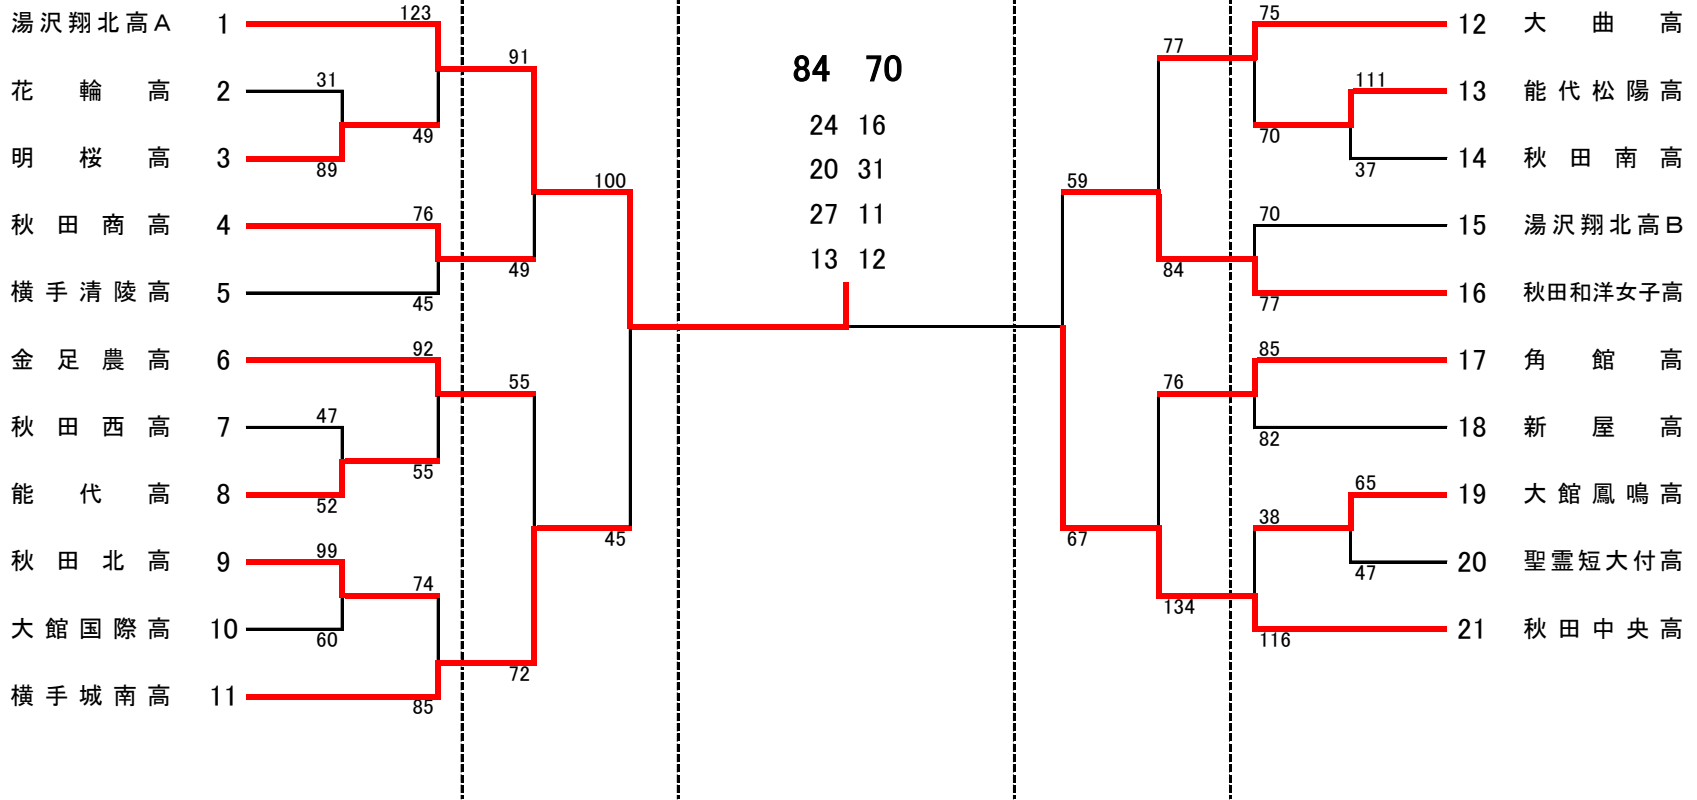 湯沢翔北高A 1 123
花輪高 2 31
明桜高 3 89
49
91
秋田商高 4 76
横手清陵高 5 45
49
100
金足農高 6 92
秋田西高 7 47
能代高 8 52
55
55
秋田北高 9 99
大館国際高 10 60
74
横手城南高 11 85
72
45
84 70
24 16
20 31
27 11
13 12
75 12 大曲高
111 13 能代松陽高
37 14 秋田南高
70
77
70 15 湯沢翔北高B
77 16 秋田和洋女子高
84
59
85 17 角館高
82 18 新屋高
76
65 19 大館鳳鳴高
47 20 聖霊短大付高
38
116 21 秋田中央高
134
67